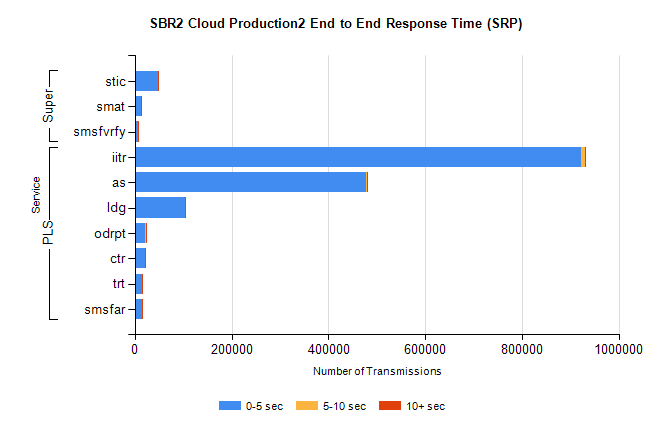 SBR2 Cloud Production2 End to End Response Time (SRP)
Super
stic
smat
smsfvrfy
Service
PLS
iitr
as
ldg
odrpt
ctr
trt
smsfar
0 200000 400000 600000 800000 1000000
Number of Transmissions
0-5 sec 5-10 sec 10+ sec